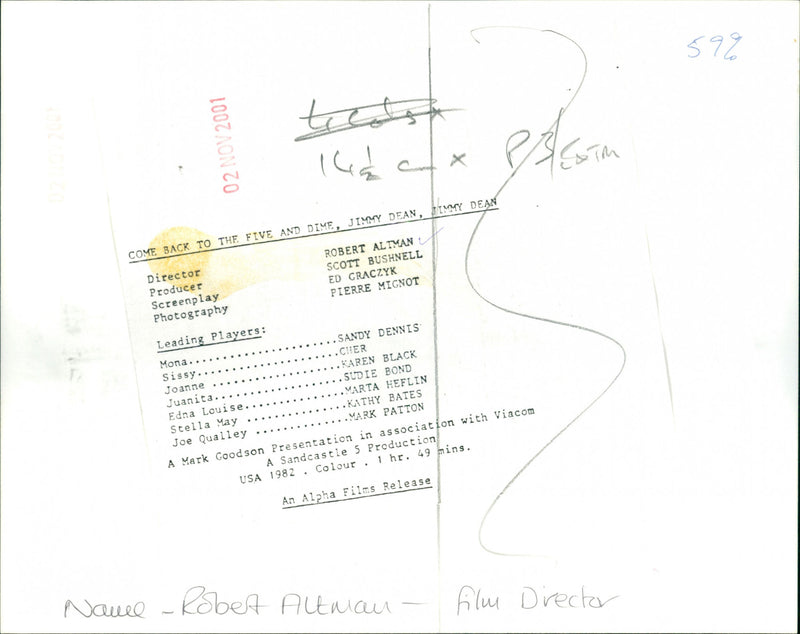 59%
02 NOV 2001
14½ cm x
COME BACK TO THE FIVE AND DIME, JIMMY DEAN, JIMMY DEAN
Director ROBERT ALTMAN
Producer SCOTT BUSHNELL
Screenplay ED GRACZYK
Photography PIERRE MIGNOT
Leading Players:
Mona......................SANDY DENNIS
Sissy.....................CHER
Joanne ...................KAREN BLACK
Juanita...................SUDIE BOND
Edna Louise...............MARTA HEFLIN
Stella May ...............KATHY BATES
Joe Qualley ..............MARK PATTON
A Mark Goodson Presentation in association with Viacom
A Sandcastle 5 Production
USA 1982 . Colour . 1 hr. 49 mins.
An Alpha Films Release
Name - Robert Altman - Film Director